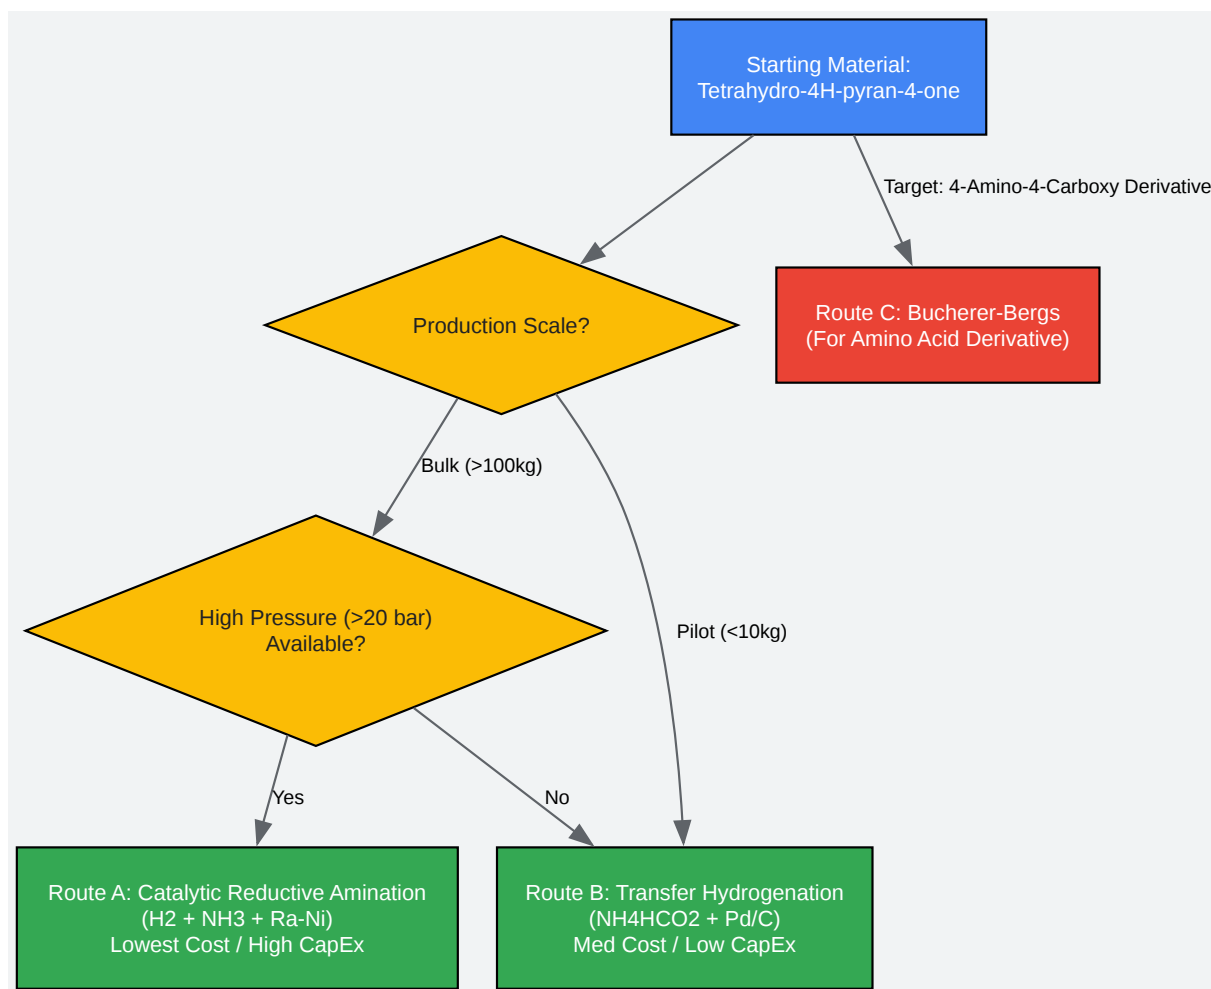 Starting Material:
Tetrahydro-4H-pyran-4-one
Target: 4-Amino-4-Carboxy Derivative
Production Scale?
Route C: Bucherer-Bergs
(For Amino Acid Derivative)
Bulk (>100kg)
High Pressure (>20 bar)
Available?
Pilot (<10kg)
Yes
No
Route A: Catalytic Reductive Amination
(H2 + NH3 + Ra-Ni)
Lowest Cost / High CapEx
Route B: Transfer Hydrogenation
(NH4HCO2 + Pd/C)
Med Cost / Low CapEx